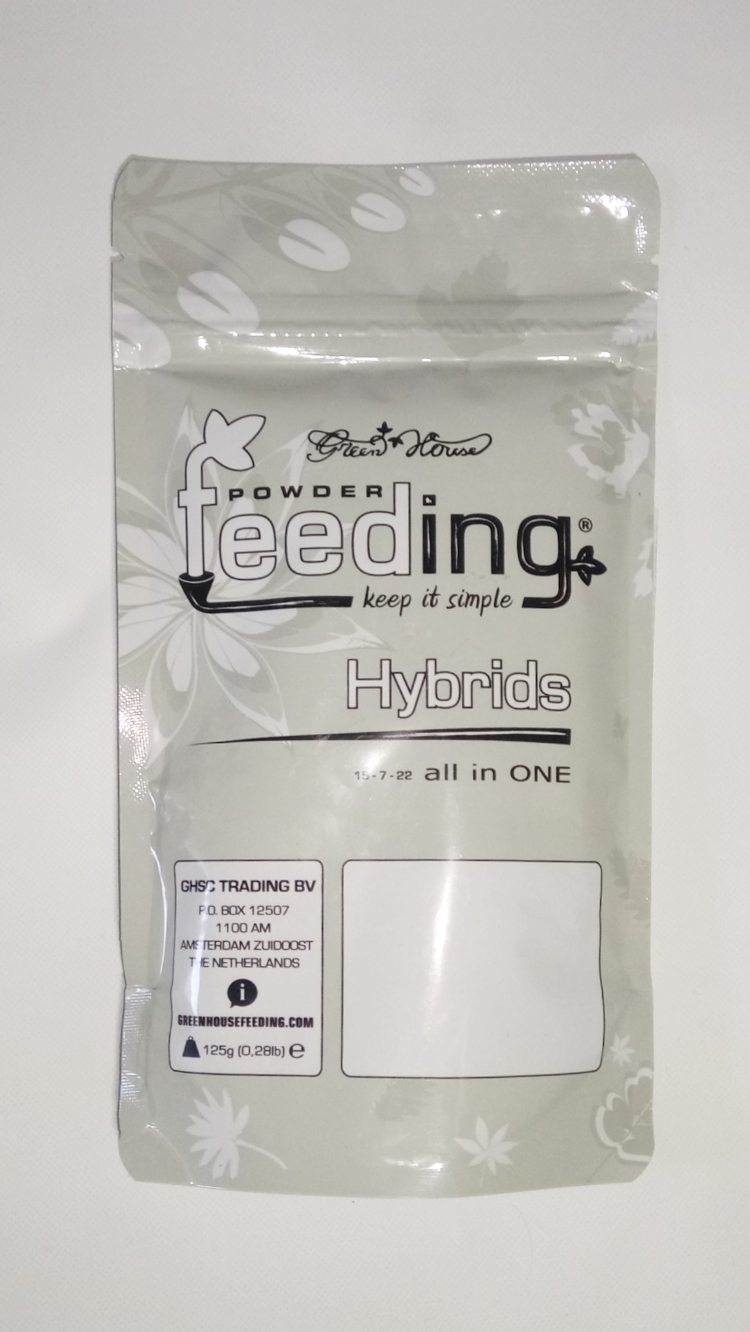 Green House
POWDER
feeding®
keep it simple
Hybrids
15-7-22 all in ONE
GHSC TRADING BV
P.O. BOX 12507
1100 AM
AMSTERDAM ZUIDOOST
THE NETHERLANDS
i
GREENHOUSEFEEDING.COM
125g (0,28lb) ℮